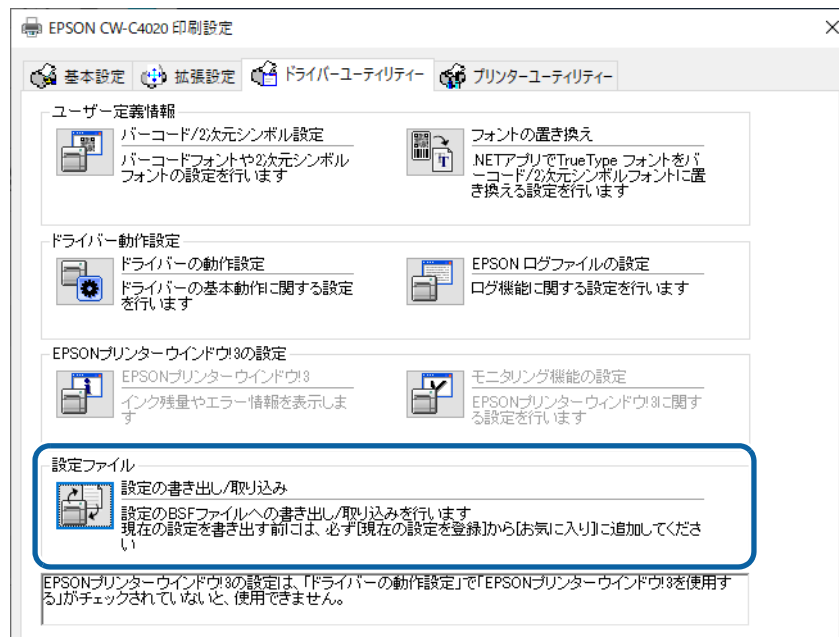 EPSON CW-C4020 印刷設定
基本設定 拡張設定 ドライバーユーティリティー プリンターユーティリティー
ユーザー定義情報
バーコード/2次元シンボル設定
バーコードフォントや2次元シンボル
フォントの設定を行います
フォントの置き換え
.NETアプリでTrueType フォントをバ
ーコード/2次元シンボルフォントに置
き換える設定を行います
ドライバー動作設定
ドライバーの動作設定
ドライバーの基本動作に関する設定
を行います
EPSON ログファイルの設定
ログ機能に関する設定を行います
EPSONプリンターウインドウ!3の設定
EPSONプリンターウインドウ!3
インク残量やエラー情報を表示しま
す
モニタリング機能の設定
EPSONプリンターウィンドウ!3に関す
る設定を行います
設定ファイル
設定の書き出し/取り込み
設定のBSFファイルへの書き出し/取り込みを行います
現在の設定を書き出す前には、必ず[現在の設定を登録]から[お気に入り]に追加してくださ
い
EPSONプリンターウインドウ!3の設定は、「ドライバーの動作設定」で「EPSONプリンターウインドウ!3を使用す
る」がチェックされていないと、使用できません。